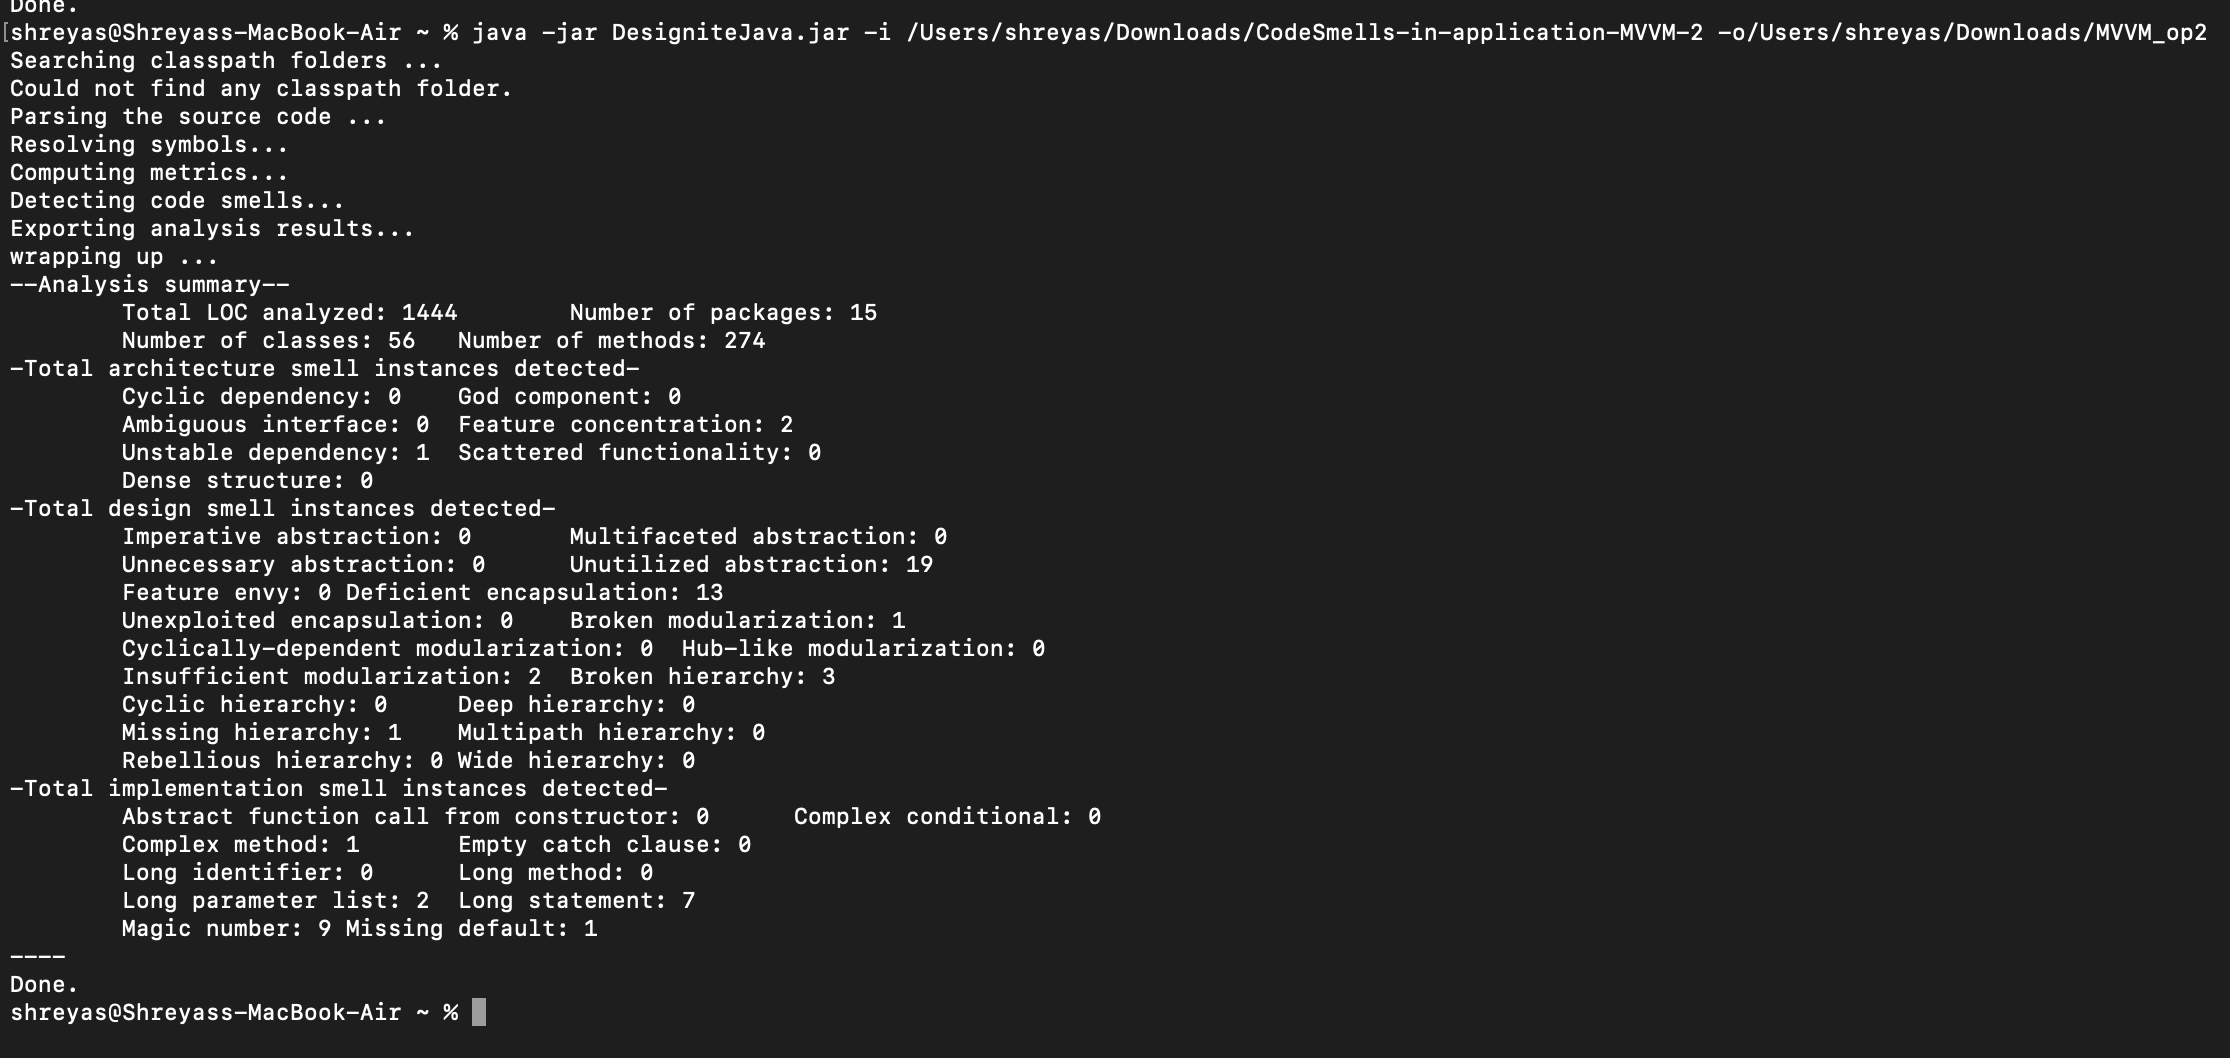 Done.
[shreyas@Shreyass-MacBook-Air ~ % java -jar DesigniteJava.jar -i /Users/shreyas/Downloads/CodeSmells-in-application-MVVM-2 -o/Users/shreyas/Downloads/MVVM_op2
Searching classpath folders ...
Could not find any classpath folder.
Parsing the source code ...
Resolving symbols...
Computing metrics...
Detecting code smells...
Exporting analysis results...
wrapping up ...
--Analysis summary--
        Total LOC analyzed: 1444        Number of packages: 15
        Number of classes: 56   Number of methods: 274
-Total architecture smell instances detected-
        Cyclic dependency: 0    God component: 0
        Ambiguous interface: 0  Feature concentration: 2
        Unstable dependency: 1  Scattered functionality: 0
        Dense structure: 0
-Total design smell instances detected-
        Imperative abstraction: 0       Multifaceted abstraction: 0
        Unnecessary abstraction: 0      Unutilized abstraction: 19
        Feature envy: 0 Deficient encapsulation: 13
        Unexploited encapsulation: 0    Broken modularization: 1
        Cyclically-dependent modularization: 0  Hub-like modularization: 0
        Insufficient modularization: 2  Broken hierarchy: 3
        Cyclic hierarchy: 0     Deep hierarchy: 0
        Missing hierarchy: 1    Multipath hierarchy: 0
        Rebellious hierarchy: 0 Wide hierarchy: 0
-Total implementation smell instances detected-
        Abstract function call from constructor: 0      Complex conditional: 0
        Complex method: 1       Empty catch clause: 0
        Long identifier: 0      Long method: 0
        Long parameter list: 2  Long statement: 7
        Magic number: 9 Missing default: 1
----
Done.
shreyas@Shreyass-MacBook-Air ~ %